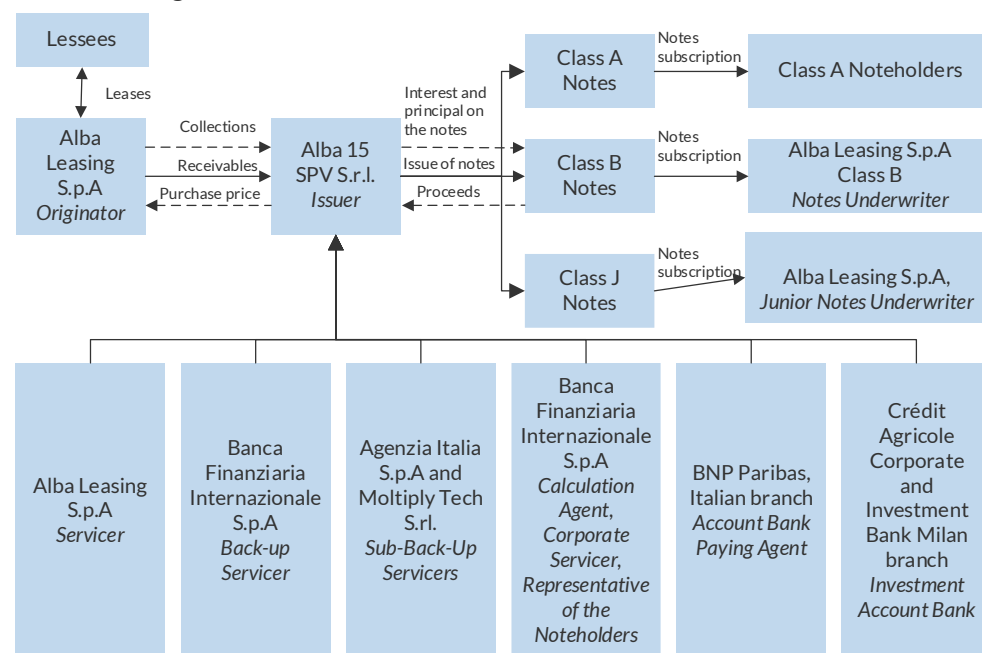 Lessees
Leases
Alba
Leasing
S.p.A
Originator
Collections
Receivables
Purchase price
Alba 15
SPV S.r.l.
Issuer
Interest and
principal on
the notes
Issue of notes
Proceeds
Class A
Notes
Notes
subscription
Class A Noteholders
Class B
Notes
Notes
subscription
Alba Leasing S.p.A
Class B
Notes Underwriter
Class J
Notes
Notes
subscription
Alba Leasing S.p.A,
Junior Notes Underwriter
Alba Leasing
S.p.A
Servicer
Banca
Finanziaria
Internazionale
S.p.A
Back-up
Servicer
Agenzia Italia
S.p.A and
Moltiply Tech
S.rl.
Sub-Back-Up
Servicers
Banca
Finanziaria
Internazionale
S.p.A
Calculation
Agent,
Corporate
Servicer,
Representative
of the
Noteholders
BNP Paribas,
Italian branch
Account Bank
Paying Agent
Crédit
Agricole
Corporate
and
Investment
Bank Milan
branch
Investment
Account Bank